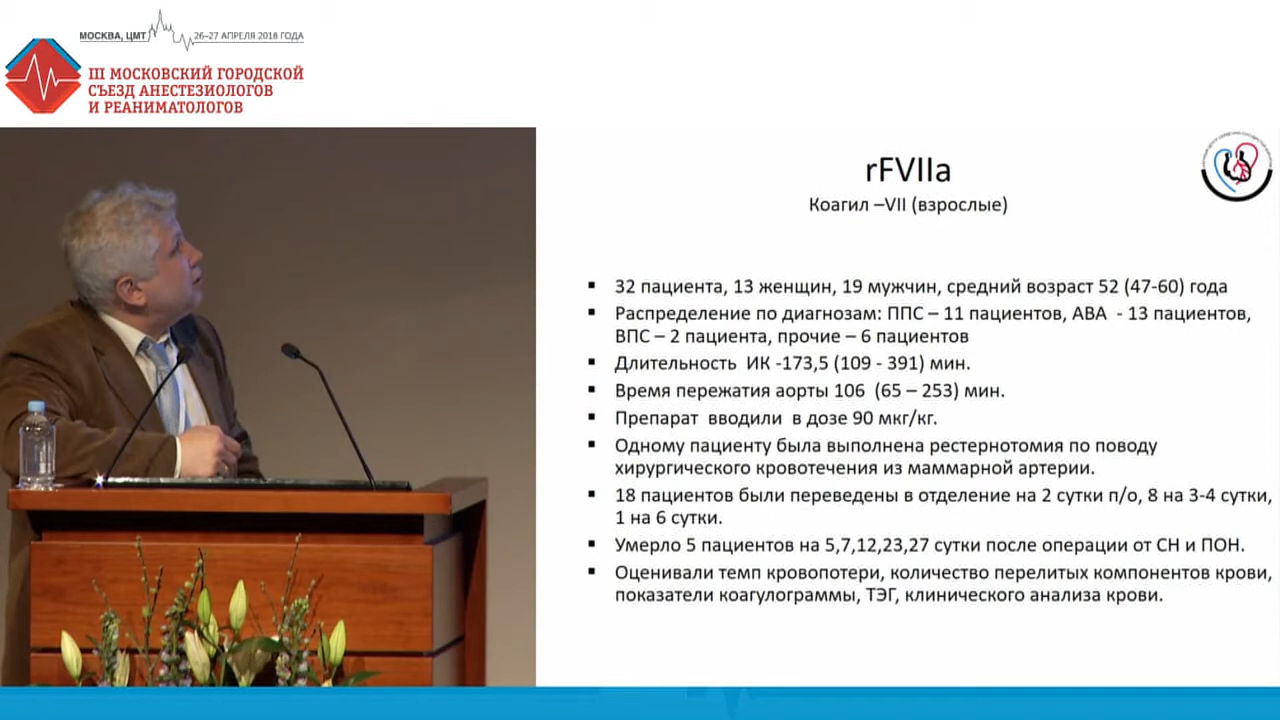 МОСКВА, ЦМТ 26–27 АПРЕЛЯ 2018 ГОДА
III МОСКОВСКИЙ ГОРОДСКОЙ
СЪЕЗД АНЕСТЕЗИОЛОГОВ
И РЕАНИМАТОЛОГОВ
rFVIIa
Коагил –VII (взрослые)
32 пациента, 13 женщин, 19 мужчин, средний возраст 52 (47-60) года
Распределение по диагнозам: ППС – 11 пациентов, АВА - 13 пациентов,
ВПС – 2 пациента, прочие – 6 пациентов
Длительность ИК -173,5 (109 - 391) мин.
Время пережатия аорты 106 (65 – 253) мин.
Препарат вводили в дозе 90 мкг/кг.
Одному пациенту была выполнена рестернотомия по поводу
хирургического кровотечения из маммарной артерии.
18 пациентов были переведены в отделение на 2 сутки п/о, 8 на 3-4 сутки,
1 на 6 сутки.
Умерло 5 пациентов на 5,7,12,23,27 сутки после операции от СН и ПОН.
Оценивали темп кровопотери, количество перелитых компонентов крови,
показатели коагулограммы, ТЭГ, клинического анализа крови.